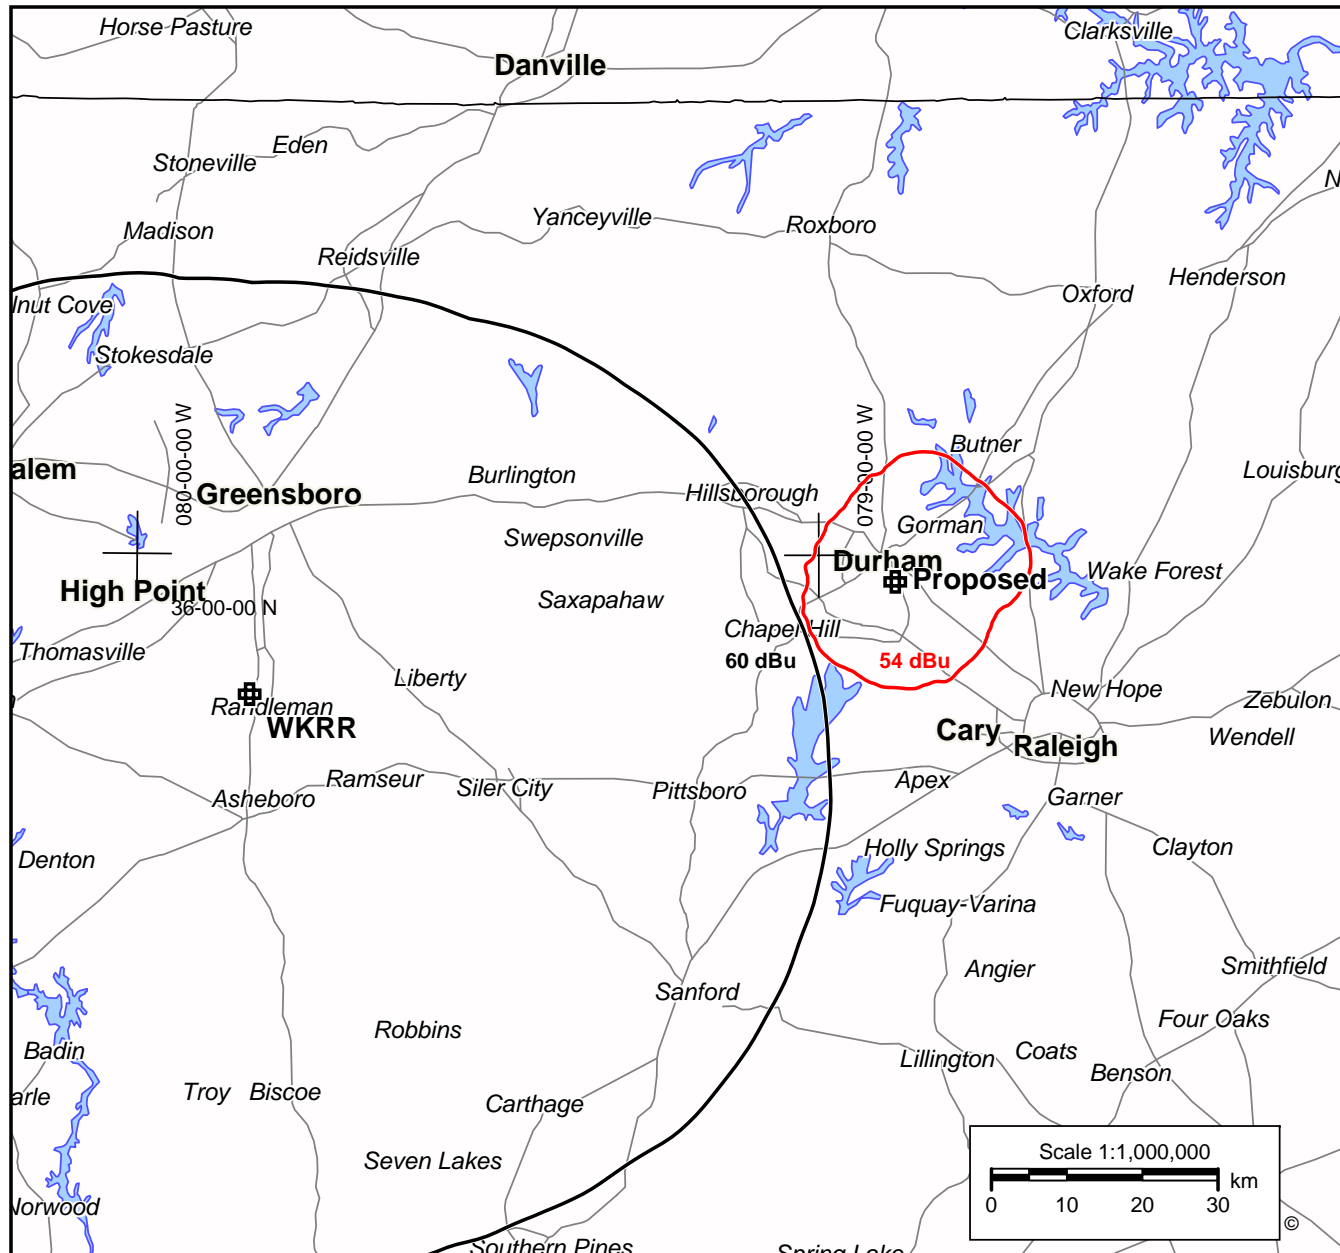 Horse Pasture
Clarksville
Danville
Eden
Stoneville
N
Madison
Yanceyville
Roxboro
Reidsville
Henderson
Oxford
lnut Cove
Stokesdale
080-00-00 W
079-00-00 W
Butner
alem
Greensboro
Burlington
Hillsborough
Louisburg
Gorman
Swepsonville
Durham
Proposed
Wake Forest
High Point
36-00-00 N
Saxapahaw
Chapel Hill
Thomasville
60 dBu
54 dBu
Liberty
New Hope
Randleman
Zebulon
WKRR
Cary
Raleigh
Wendell
Ramseur
Siler City
Pittsboro
Apex
Asheboro
Garner
Denton
Holly Springs
Clayton
Fuquay-Varina
Angier
Smithfield
Sanford
Four Oaks
Robbins
Badin
Lillington
Coats
Benson
arle
Troy
Biscoe
Carthage
Seven Lakes
Norwood
Southern Pines
Spring Lake
Scale 1:1,000,000
km
0 10 20 30
©